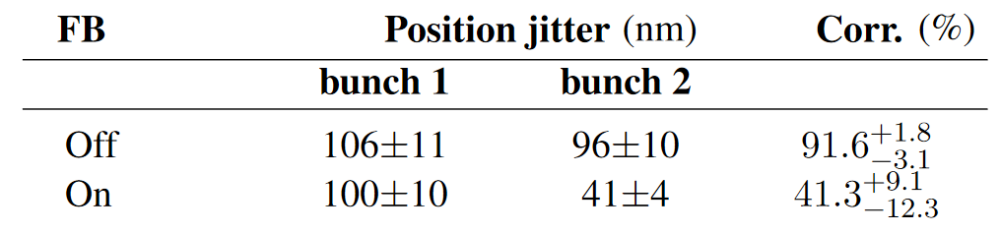 FB Position jitter (nm) Corr. (%)
bunch 1 bunch 2
Off 106±11 96±10 91.6+1.8−3.1
On 100±10 41±4 41.3+9.1−12.3